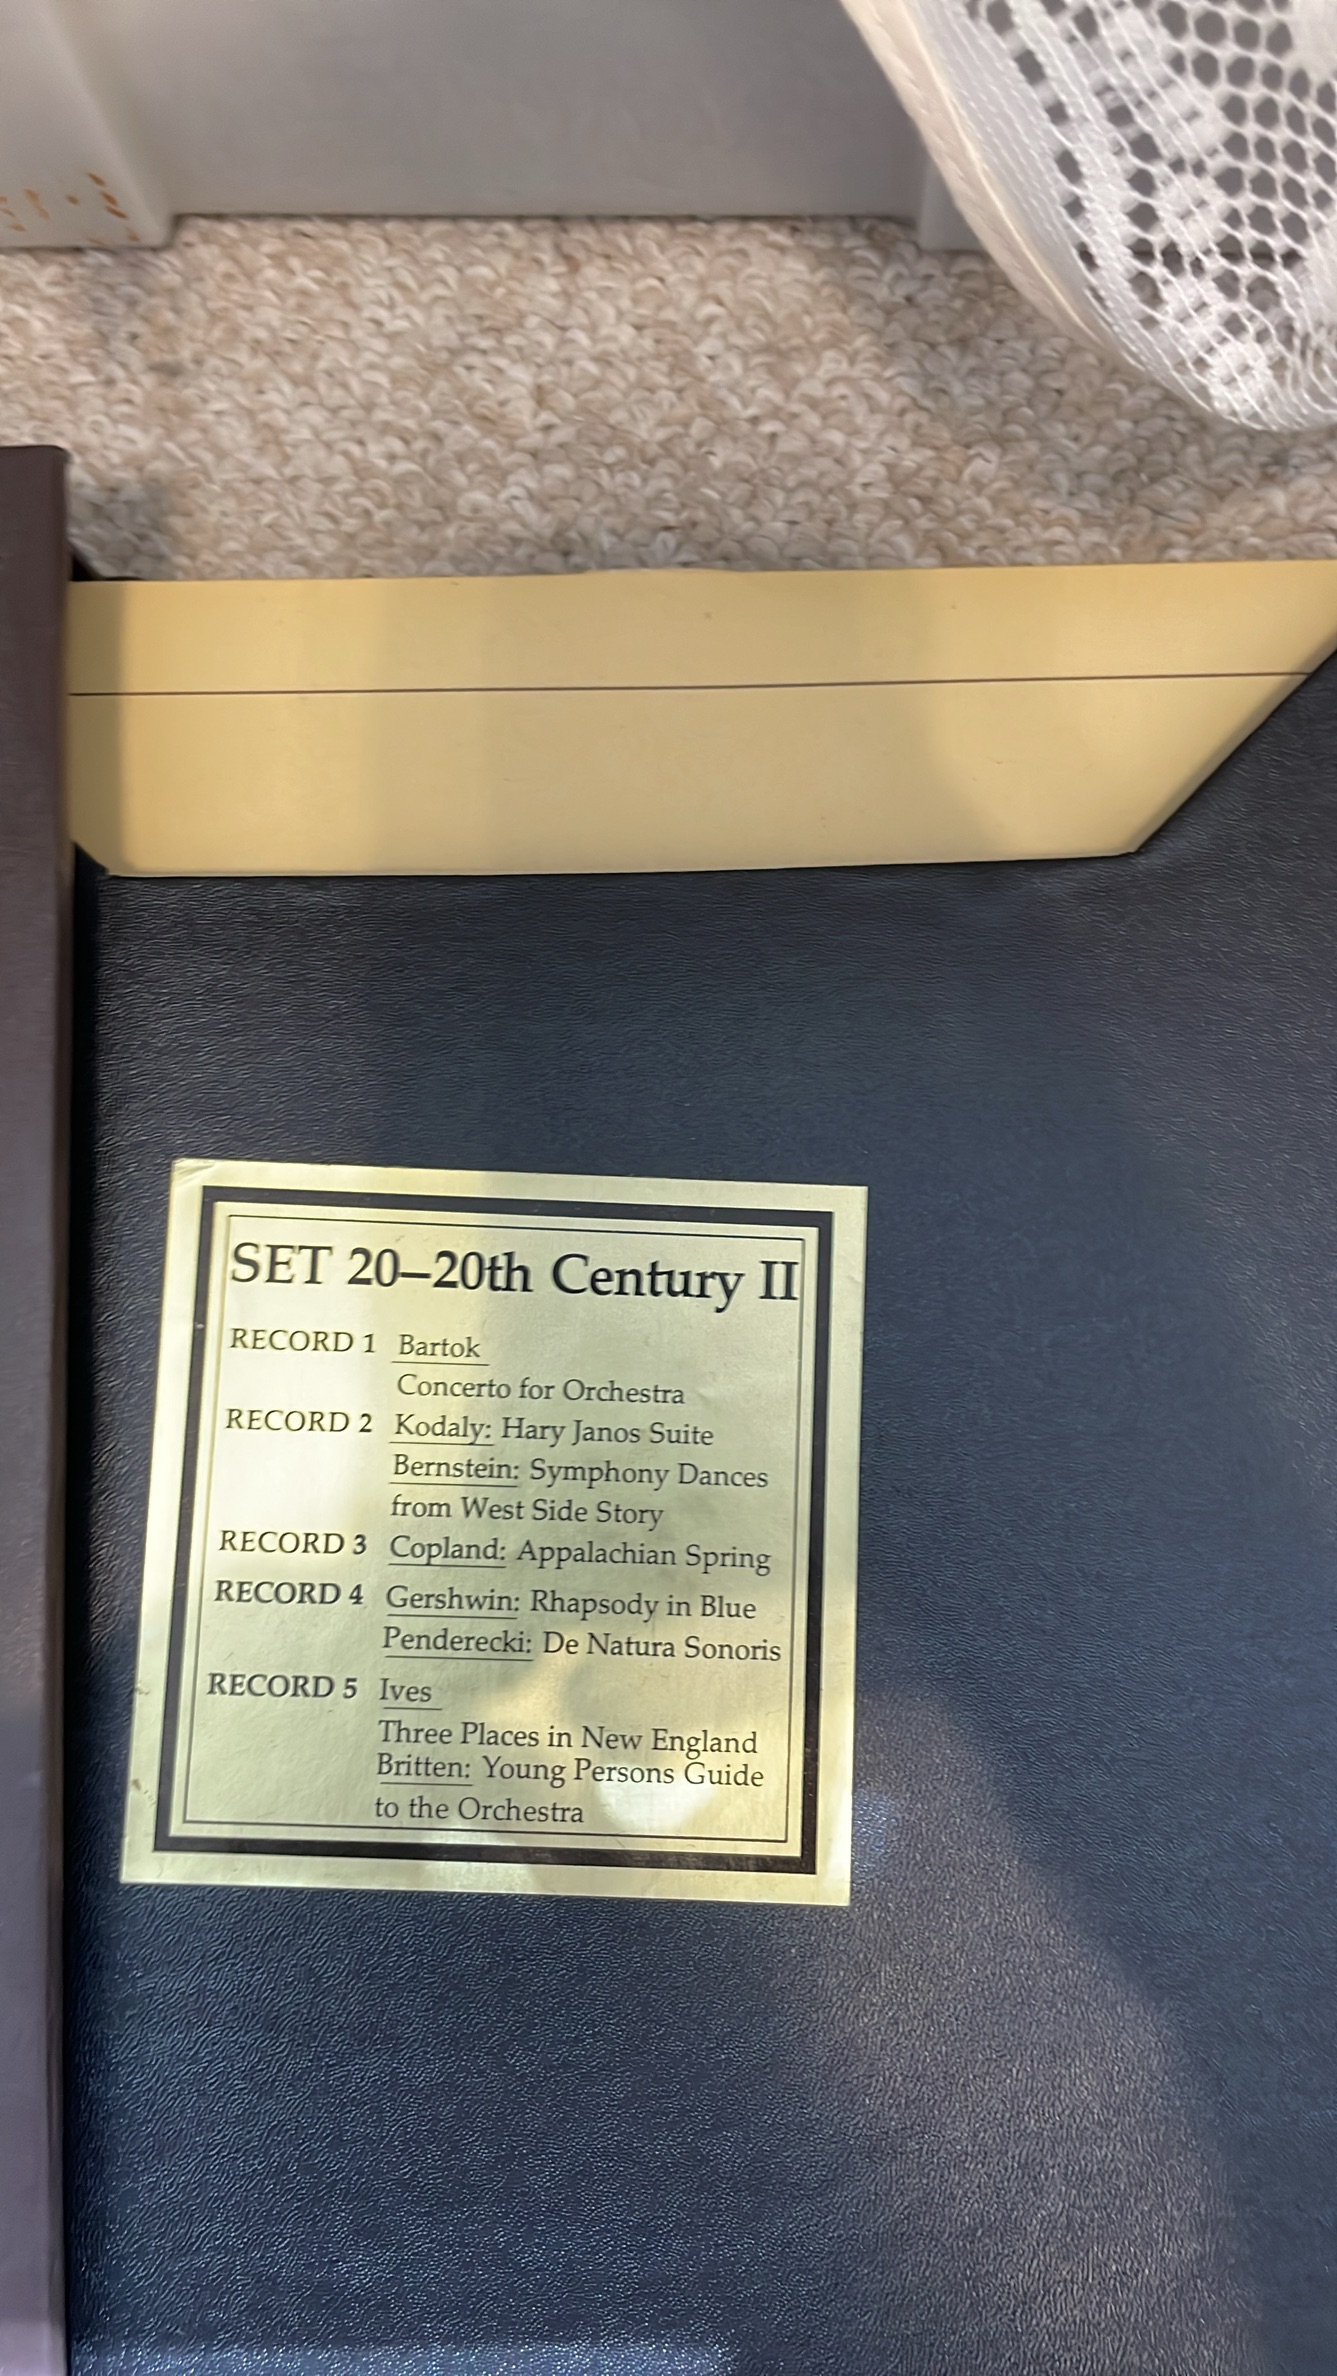 SET 20–20th Century II
RECORD 1 Bartok
Concerto for Orchestra
RECORD 2 Kodaly: Hary Janos Suite
Bernstein: Symphony Dances
from West Side Story
RECORD 3 Copland: Appalachian Spring
RECORD 4 Gershwin: Rhapsody in Blue
Penderecki: De Natura Sonoris
RECORD 5 Ives
Three Places in New England
Britten: Young Persons Guide
to the Orchestra